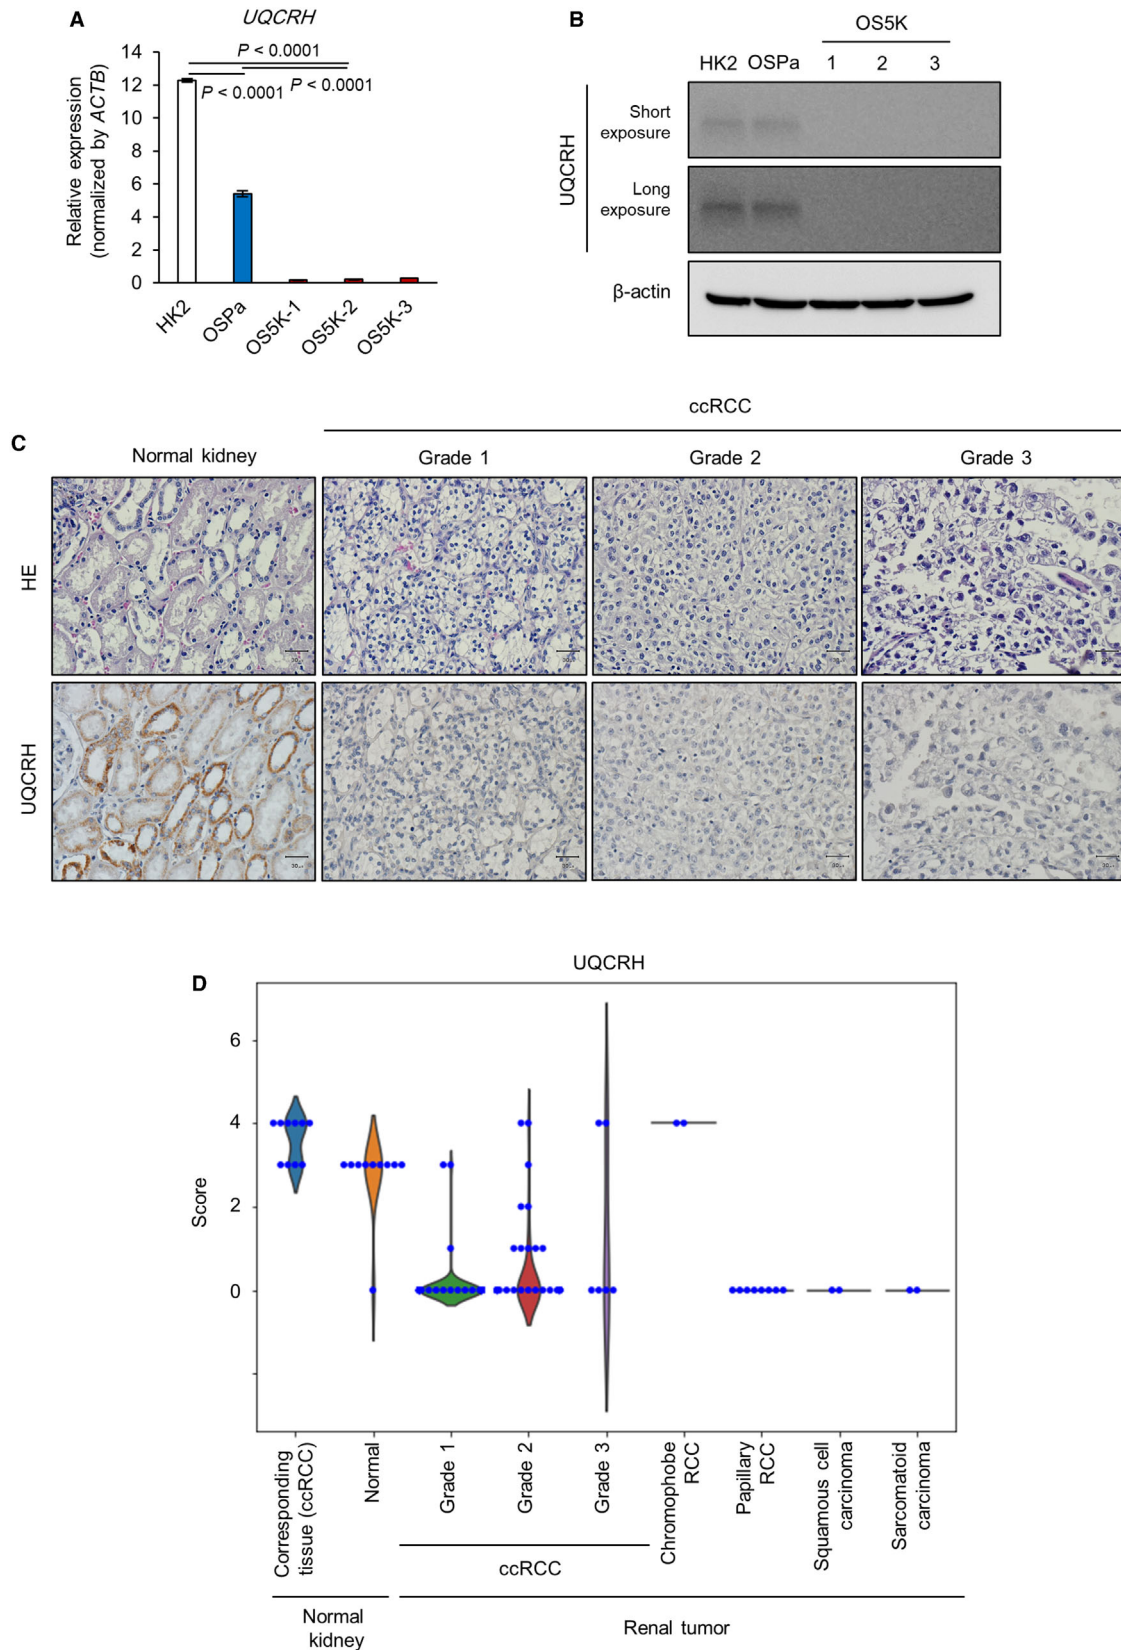 A
UQCRH
Relative expression
(normalized by ACTB)
14
12
10
8
6
4
2
0
P < 0.0001
P < 0.0001
P < 0.0001
HK2
OSPa
OS5K-1
OS5K-2
OS5K-3
B
OS5K
HK2 OSPa 1 2 3
UQCRH
Short
exposure
Long
exposure
β-actin
C
ccRCC
Normal kidney Grade 1 Grade 2 Grade 3
HE
UQCRH
D
UQCRH
Score
6
4
2
0
Corresponding
tissue (ccRCC)
Normal
Grade 1
Grade 2
Grade 3
Chromophobe
RCC
Papillary
RCC
Squamous cell
carcinoma
Sarcomatoid
carcinoma
ccRCC
Normal
kidney
Renal tumor